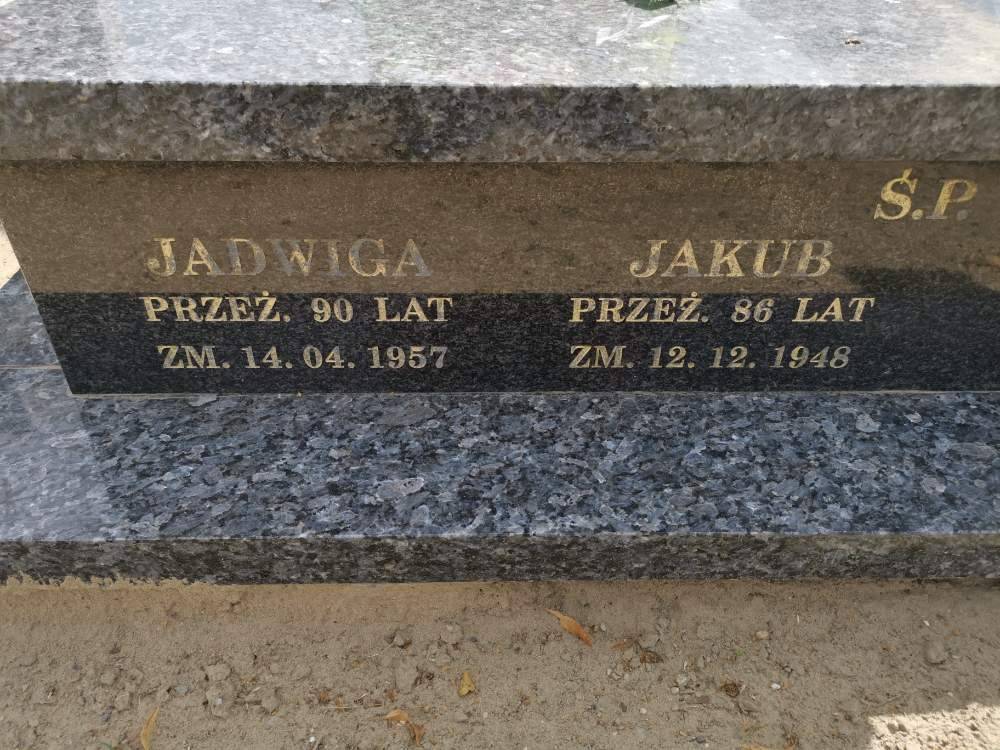 Ś.P.
JADWIGA
PRZEŻ. 90 LAT
ZM. 14. 04. 1957
JAKUB
PRZEŻ. 86 LAT
ZM. 12. 12. 1948